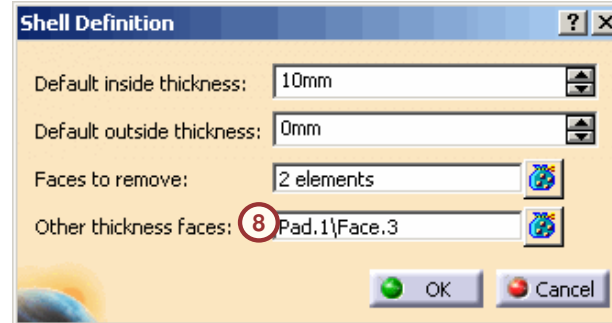 Shell Definition
Default inside thickness: 10mm
Default outside thickness: 0mm
Faces to remove: 2 elements
Other thickness faces: 8 Pad.1\Face.3
OK Cancel